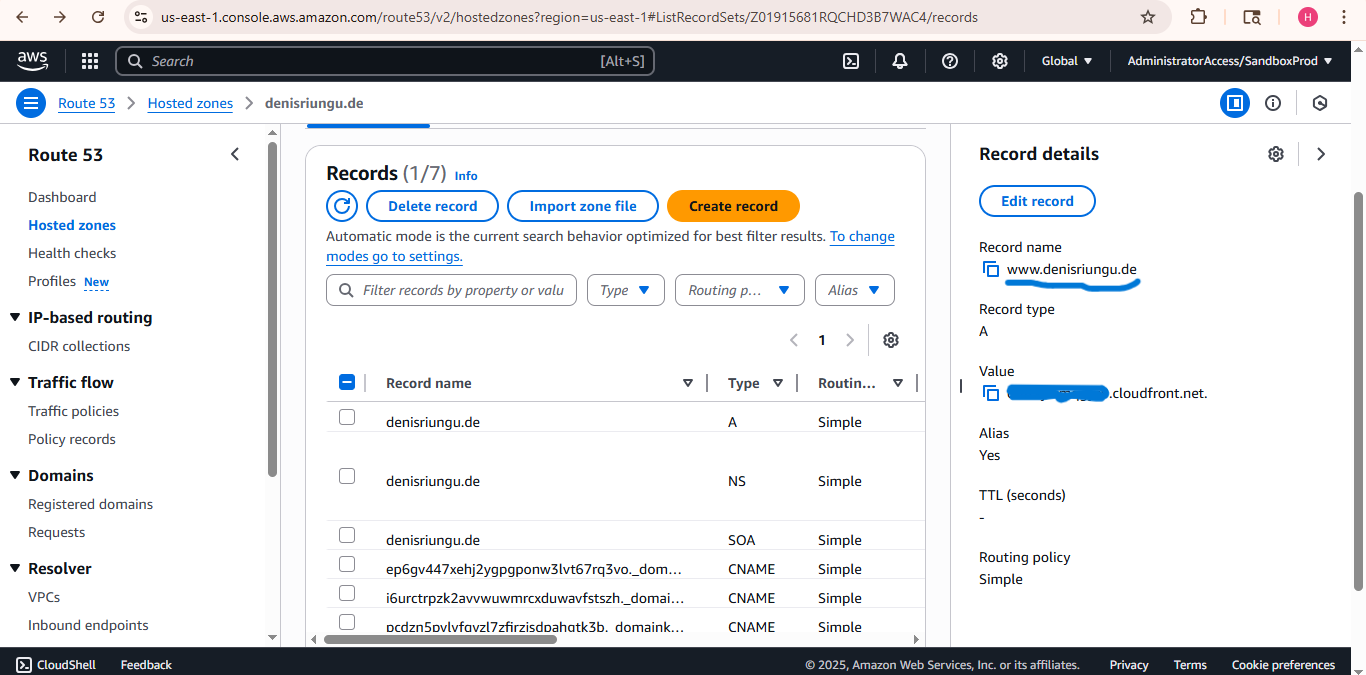 us-east-1.console.aws.amazon.com/route53/v2/hostedzones?region=us-east-1#ListRecordSets/Z01915681RQCHD3B7WAC4/records
H
aws
Search
[Alt+S]
Global
AdministratorAccess/SandboxProd
Route 53
Hosted zones
denisriungu.de
Route 53
Dashboard
Hosted zones
Health checks
Profiles New
IP-based routing
CIDR collections
Traffic flow
Traffic policies
Policy records
Domains
Registered domains
Requests
Resolver
VPCs
Inbound endpoints
Records (1/7) Info
Delete record
Import zone file
Create record
Automatic mode is the current search behavior optimized for best filter results. To change
modes go to settings.
Filter records by property or valu
Type
Routing p...
Alias
1
Record name Type Routin...
denisriungu.de A Simple
denisriungu.de NS Simple
denisriungu.de SOA Simple
ep6gv447xehj2ygpgponw3lvt67rq3vo._dom... CNAME Simple
i6urctrpzk2avvwuwmrcxduwavfstszh._domai... CNAME Simple
CNAME Simple
Record details
Edit record
Record name
www.denisriungu.de
Record type
A
Value
.cloudfront.net.
Alias
Yes
TTL (seconds)
-
Routing policy
Simple
CloudShell
Feedback
© 2025, Amazon Web Services, Inc. or its affiliates.
Privacy
Terms
Cookie preferences